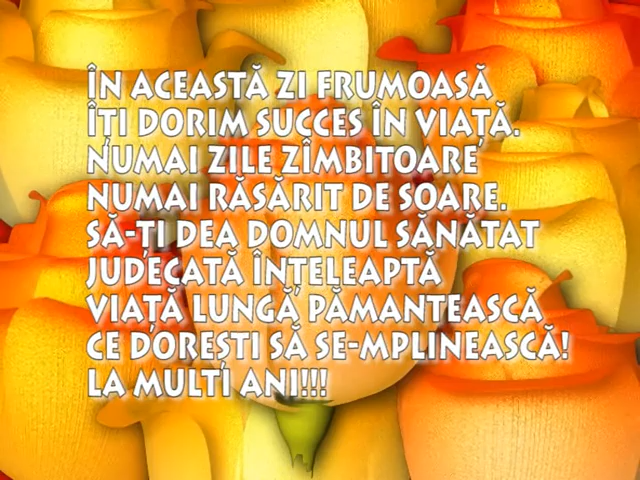 ÎN ACEASTĂ ZI FRUMOASĂ
ÎȚI DORIM SUCCES ÎN VIAȚĂ.
NUMAI ZILE ZÎMBITOARE
NUMAI RĂSĂRIT DE SOARE.
SĂ-ȚI DEA DOMNUL SĂNĂTAT
JUDECATĂ ÎNȚELEAPTĂ
VIAȚĂ LUNGĂ PĂMANTEASCĂ
CE DOREȘTI SĂ SE-MPLINEASCĂ!
LA MULȚI ANI!!!